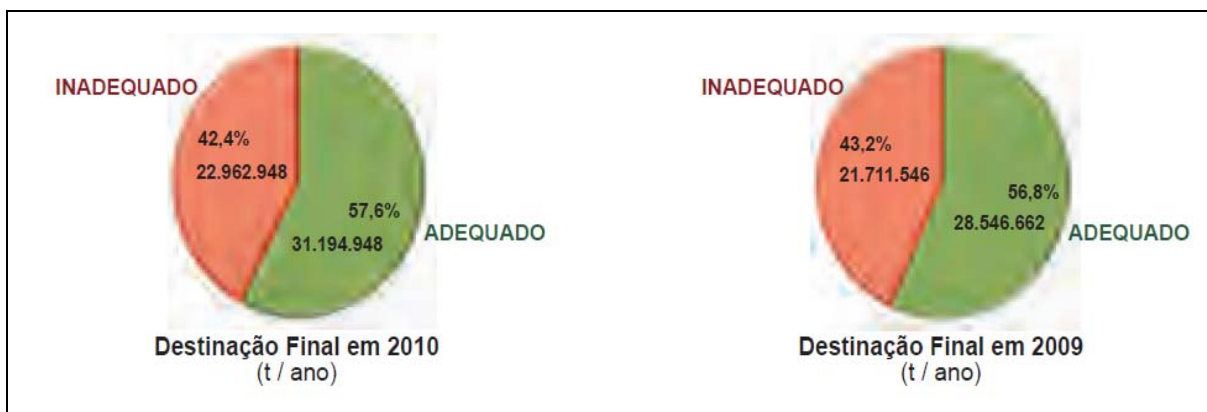 INADEQUADO
42,4%
22.962.948
57,6%
31.194.948
ADEQUADO
Destinação Final em 2010
(t / ano)
INADEQUADO
43,2%
21.711.546
56,8%
28.546.662
ADEQUADO
Destinação Final em 2009
(t / ano)